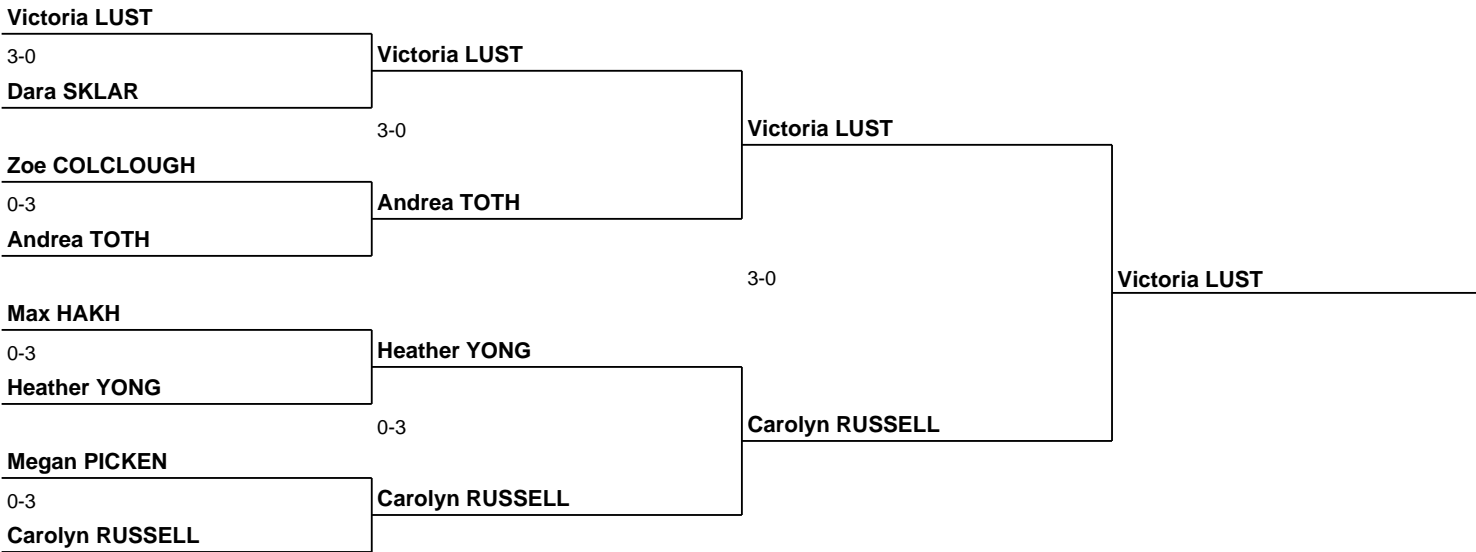 Victoria LUST
3-0
Victoria LUST
Dara SKLAR
3-0
Victoria LUST
Zoe COLCLOUGH
0-3
Andrea TOTH
Andrea TOTH
3-0
Victoria LUST
Max HAKH
0-3
Heather YONG
Heather YONG
0-3
Carolyn RUSSELL
Megan PICKEN
0-3
Carolyn RUSSELL
Carolyn RUSSELL